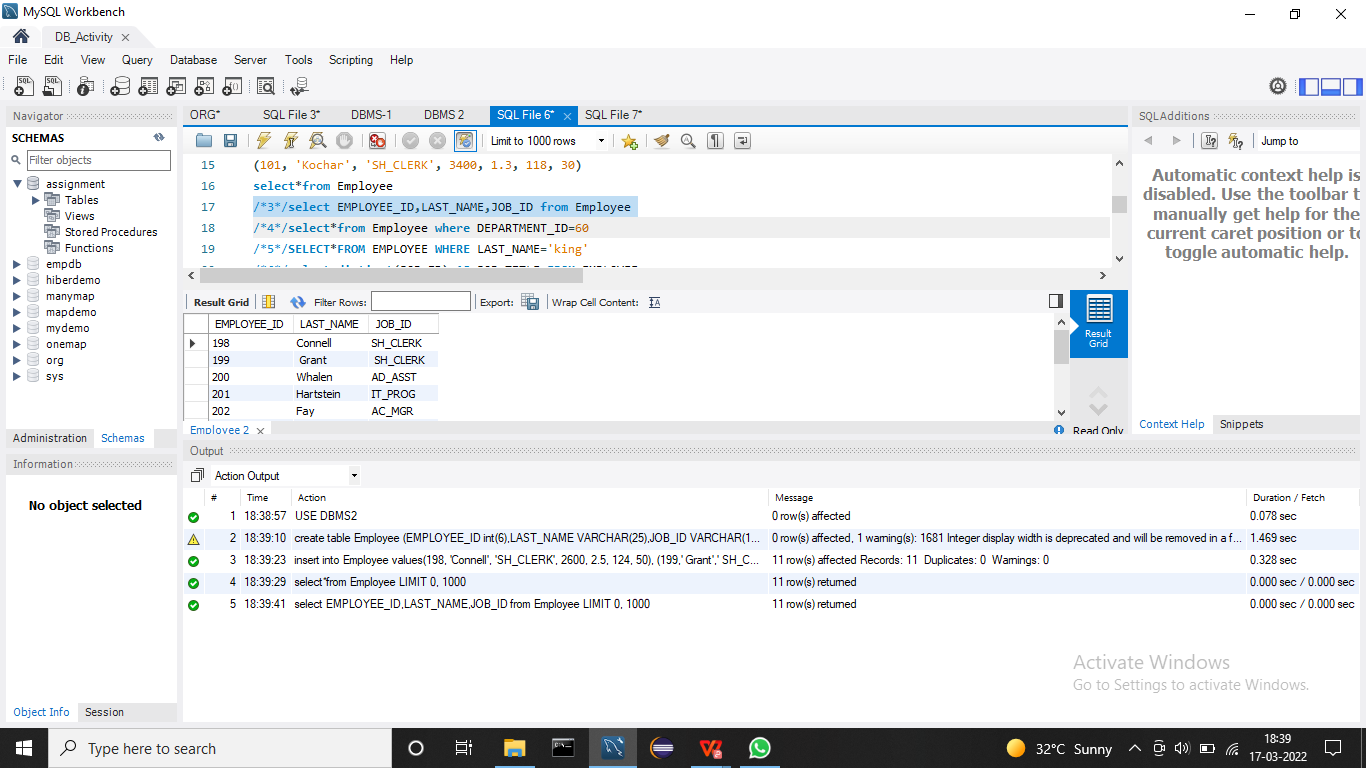 MySQL Workbench
DB_Activity
File Edit View Query Database Server Tools Scripting Help
Navigator
SCHEMAS
Filter objects
assignment
Tables
Views
Stored Procedures
Functions
empdb
hiberdemo
manymap
mapdemo
mydemo
onemap
org
sys
Administration Schemas
Information
No object selected
Object Info Session
ORG* SQL File 3* DBMS-1 DBMS 2 SQL File 6* SQL File 7*
Limit to 1000 rows
15 (101, 'Kochar', 'SH_CLERK', 3400, 1.3, 118, 30)
16 select*from Employee
17 /*3*/select EMPLOYEE_ID,LAST_NAME,JOB_ID from Employee
18 /*4*/select*from Employee where DEPARTMENT_ID=60
19 /*5*/SELECT*FROM EMPLOYEE WHERE LAST_NAME='king'
Result Grid Filter Rows: Export: Wrap Cell Content:
EMPLOYEE_ID LAST_NAME JOB_ID
198 Connell SH_CLERK
199 Grant SH_CLERK
200 Whalen AD_ASST
201 Hartstein IT_PROG
202 Fay AC_MGR
Result
Grid
Employee 2
Read Only
SQLAdditions
Jump to
Automatic context help is
disabled. Use the toolbar t
manually get help for the
current caret position or to
toggle automatic help.
Context Help Snippets
Output
Action Output
# Time Action Message Duration / Fetch
1 18:38:57 USE DBMS2 0 row(s) affected 0.078 sec
2 18:39:10 create table Employee (EMPLOYEE_ID int(6),LAST_NAME VARCHAR(25),JOB_ID VARCHAR(1... 0 row(s) affected, 1 warning(s): 1681 Integer display width is deprecated and will be removed in a f... 1.469 sec
3 18:39:23 insert into Employee values(198, 'Connell', 'SH_CLERK', 2600, 2.5, 124, 50), (199,' Grant',' SH_C... 11 row(s) affected Records: 11 Duplicates: 0 Warnings: 0 0.328 sec
4 18:39:29 select*from Employee LIMIT 0, 1000 11 row(s) returned 0.000 sec / 0.000 sec
5 18:39:41 select EMPLOYEE_ID,LAST_NAME,JOB_ID from Employee LIMIT 0, 1000 11 row(s) returned 0.000 sec / 0.000 sec
Activate Windows
Go to Settings to activate Windows.
Type here to search
32°C Sunny
18:39
17-03-2022